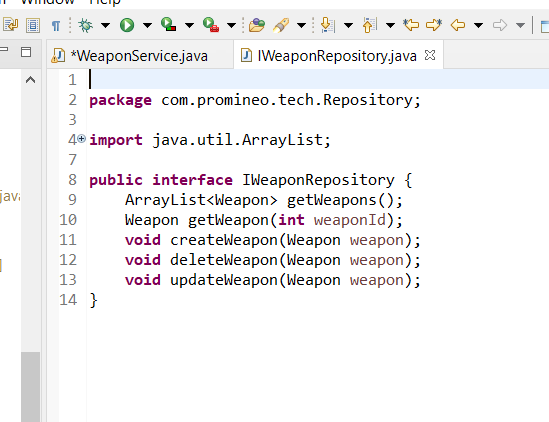 Window Help
*WeaponService.java
IWeaponRepository.java
java
1
2 package com.promineo.tech.Repository;
3
4 import java.util.ArrayList;
7
8 public interface IWeaponRepository {
9 ArrayList<Weapon> getWeapons();
10 Weapon getWeapon(int weaponId);
11 void createWeapon(Weapon weapon);
12 void deleteWeapon(Weapon weapon);
13 void updateWeapon(Weapon weapon);
14 }